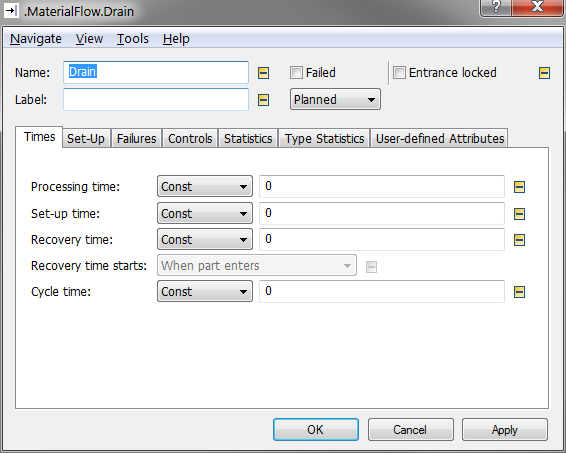 .MaterialFlow.Drain
?
Navigate View Tools Help
Name: Drain Failed Entrance locked
Label: Planned
Times Set-Up Failures Controls Statistics Type Statistics User-defined Attributes
Processing time: Const 0
Set-up time: Const 0
Recovery time: Const 0
Recovery time starts: When part enters
Cycle time: Const 0
OK Cancel Apply